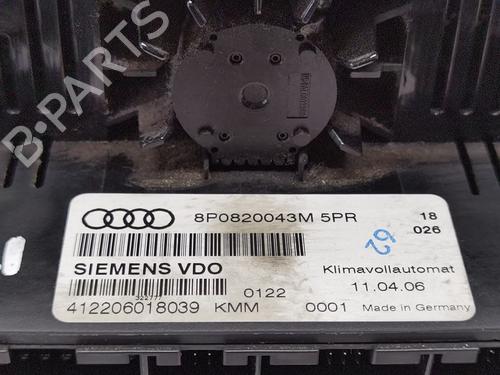 B-PARTS
8P0820043M 5PR
18
026
62
SIEMENS VDO
Klimavollautomat
0122
11.04.06
412206018039 KMM
0001 Made in Germany